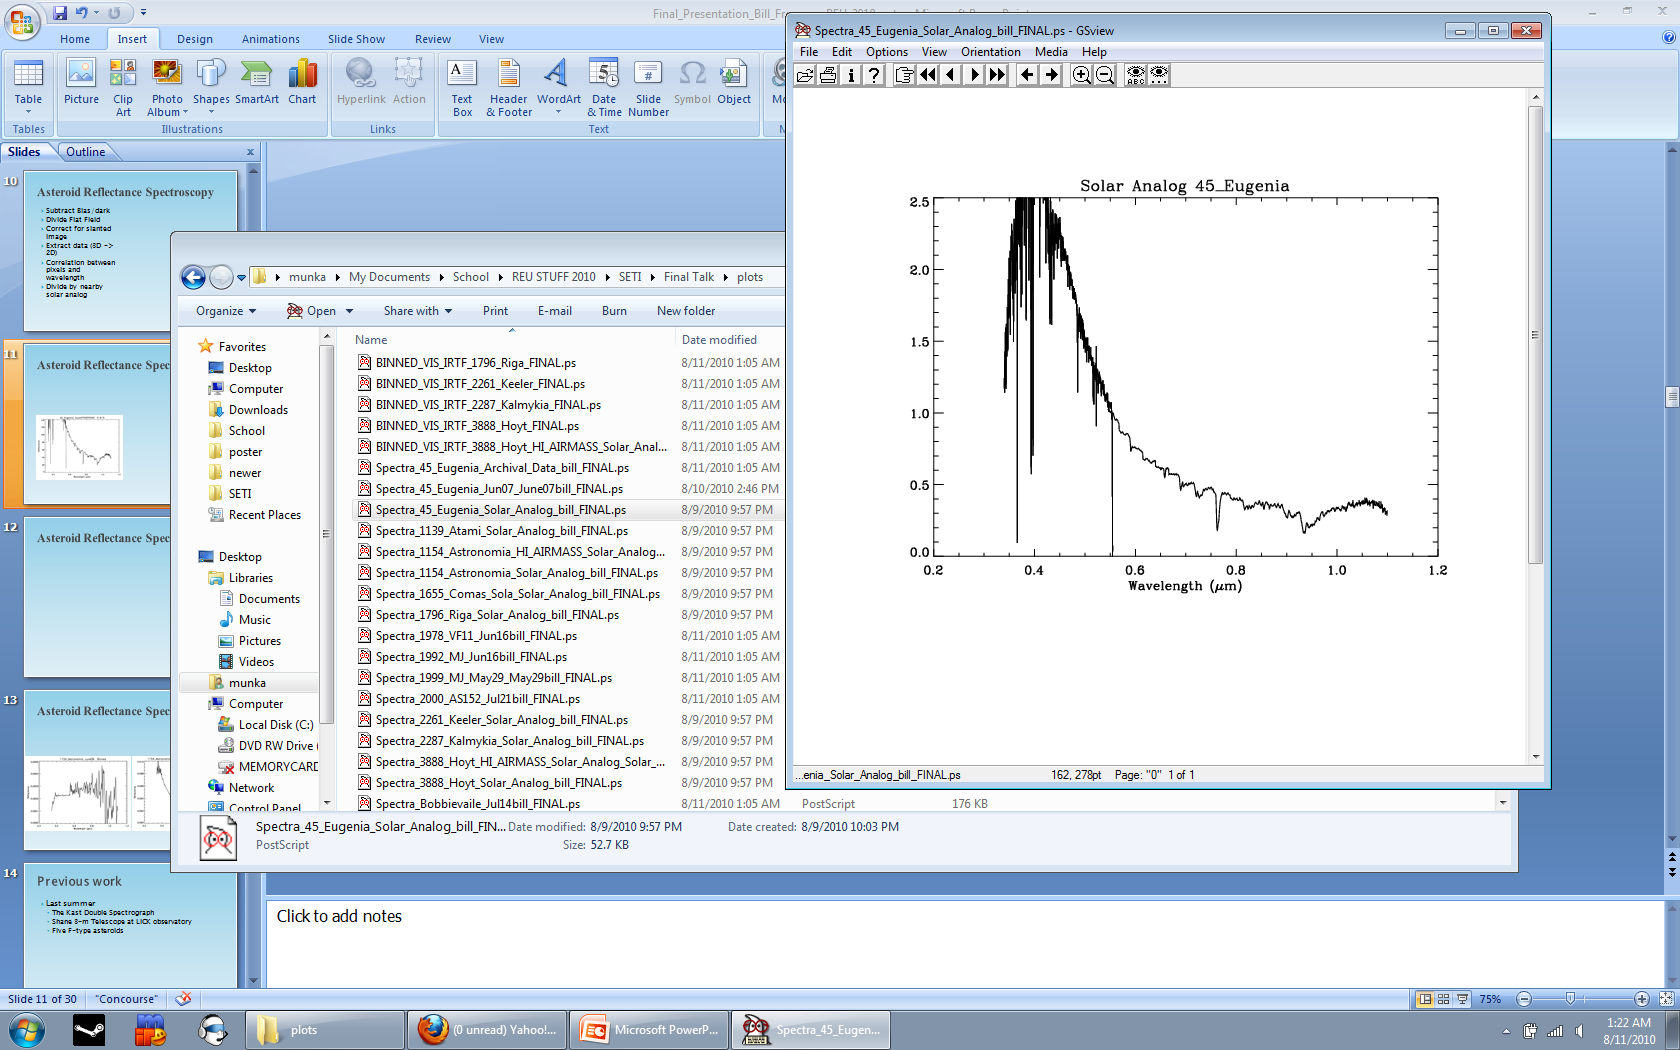 Final_Presentation_Bill_Fr
Home Insert Design Animations Slide Show Review View
Table
Picture
Clip Art
Photo Album
Shapes
SmartArt
Chart
Hyperlink
Action
Text Box
Header & Footer
WordArt
Date & Time
Slide Number
Symbol
Object
Tables Illustrations Links Text
Slides Outline x
10
Asteroid Reflectance Spectroscopy
Subtract Bias/dark
Divide Flat Field
Correct for slanted
image
Extract data (3D ->
2D)
Correlation between
pixels and
wavelength
Divide by nearby
solar analog
11
Asteroid Reflectance Spec
12
Asteroid Reflectance Spec
13
Asteroid Reflectance Spec
14
Previous work
Last summer
The Kast Double Spectrograph
Shane 3-m Telescope at LICK observatory
Five F-type asteroids
munka My Documents School REU STUFF 2010 SETI Final Talk plots
Organize Open Share with Print E-mail Burn New folder
Favorites
Desktop
Computer
Downloads
School
poster
newer
SETI
Recent Places
Desktop
Libraries
Documents
Music
Pictures
Videos
munka
Computer
Local Disk (C:)
DVD RW Drive (
MEMORYCARD
Network
Control Panel
Name Date modified
BINNED_VIS_IRTF_1796_Riga_FINAL.ps 8/11/2010 1:05 AM
BINNED_VIS_IRTF_2261_Keeler_FINAL.ps 8/11/2010 1:05 AM
BINNED_VIS_IRTF_2287_Kalmykia_FINAL.ps 8/11/2010 1:05 AM
BINNED_VIS_IRTF_3888_Hoyt_FINAL.ps 8/11/2010 1:05 AM
BINNED_VIS_IRTF_3888_Hoyt_HI_AIRMASS_Solar_Anal... 8/11/2010 1:05 AM
Spectra_45_Eugenia_Archival_Data_bill_FINAL.ps 8/11/2010 1:05 AM
Spectra_45_Eugenia_Jun07_June07bill_FINAL.ps 8/10/2010 2:46 PM
Spectra_45_Eugenia_Solar_Analog_bill_FINAL.ps 8/9/2010 9:57 PM
Spectra_1139_Atami_Solar_Analog_bill_FINAL.ps 8/9/2010 9:57 PM
Spectra_1154_Astronomia_HI_AIRMASS_Solar_Analog... 8/9/2010 9:57 PM
Spectra_1154_Astronomia_Solar_Analog_bill_FINAL.ps 8/9/2010 9:57 PM
Spectra_1655_Comas_Sola_Solar_Analog_bill_FINAL.ps 8/9/2010 9:57 PM
Spectra_1796_Riga_Solar_Analog_bill_FINAL.ps 8/9/2010 9:57 PM
Spectra_1978_VF11_Jun16bill_FINAL.ps 8/11/2010 1:05 AM
Spectra_1992_MJ_Jun16bill_FINAL.ps 8/11/2010 1:05 AM
Spectra_1999_MJ_May29_May29bill_FINAL.ps 8/11/2010 1:05 AM
Spectra_2000_AS152_Jul21bill_FINAL.ps 8/11/2010 1:05 AM
Spectra_2261_Keeler_Solar_Analog_bill_FINAL.ps 8/9/2010 9:57 PM
Spectra_2287_Kalmykia_Solar_Analog_bill_FINAL.ps 8/9/2010 9:57 PM
Spectra_3888_Hoyt_HI_AIRMASS_Solar_Analog_Solar_... 8/9/2010 9:57 PM
Spectra_3888_Hoyt_Solar_Analog_bill_FINAL.ps 8/9/2010 9:57 PM
Spectra_Bobbievaile_Jul14bill_FINAL.ps 8/11/2010 1:05 AM PostScript 176 KB
Spectra_45_Eugenia_Solar_Analog_bill_FIN... Date modified: 8/9/2010 9:57 PM Date created: 8/9/2010 10:03 PM
PostScript Size: 52.7 KB
Spectra_45_Eugenia_Solar_Analog_bill_FINAL.ps - GSview
File Edit Options View Orientation Media Help
Solar Analog 45_Eugenia
2.5
2.0
1.5
1.0
0.5
0.0
0.2 0.4 0.6 0.8 1.0 1.2
Wavelength (μm)
...enia_Solar_Analog_bill_FINAL.ps 162, 278pt Page: "0" 1 of 1
Click to add notes
Slide 11 of 30 "Concourse" 75%
plots
(0 unread) Yahoo!...
Microsoft PowerP...
Spectra_45_Eugen...
1:22 AM
8/11/2010